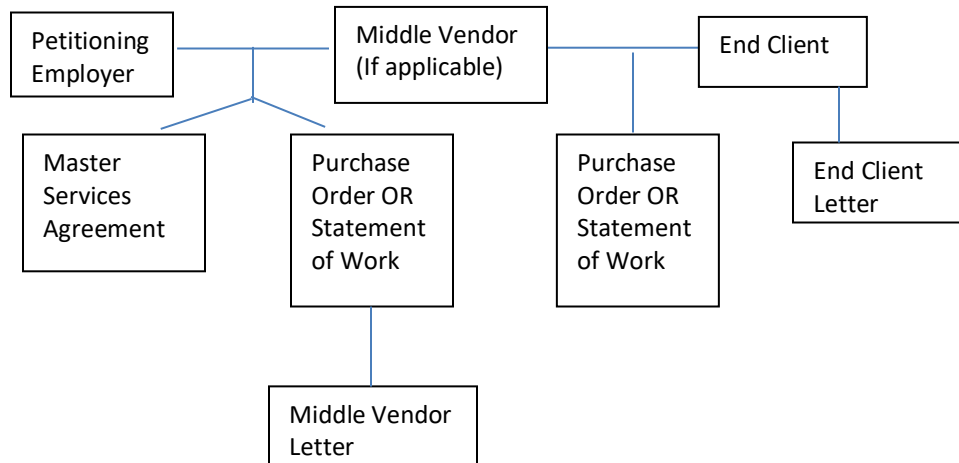 Petitioning
Employer
Middle Vendor
(If applicable)
End Client
Master
Services
Agreement
Purchase
Order OR
Statement
of Work
Purchase
Order OR
Statement
of Work
End Client
Letter
Middle Vendor
Letter